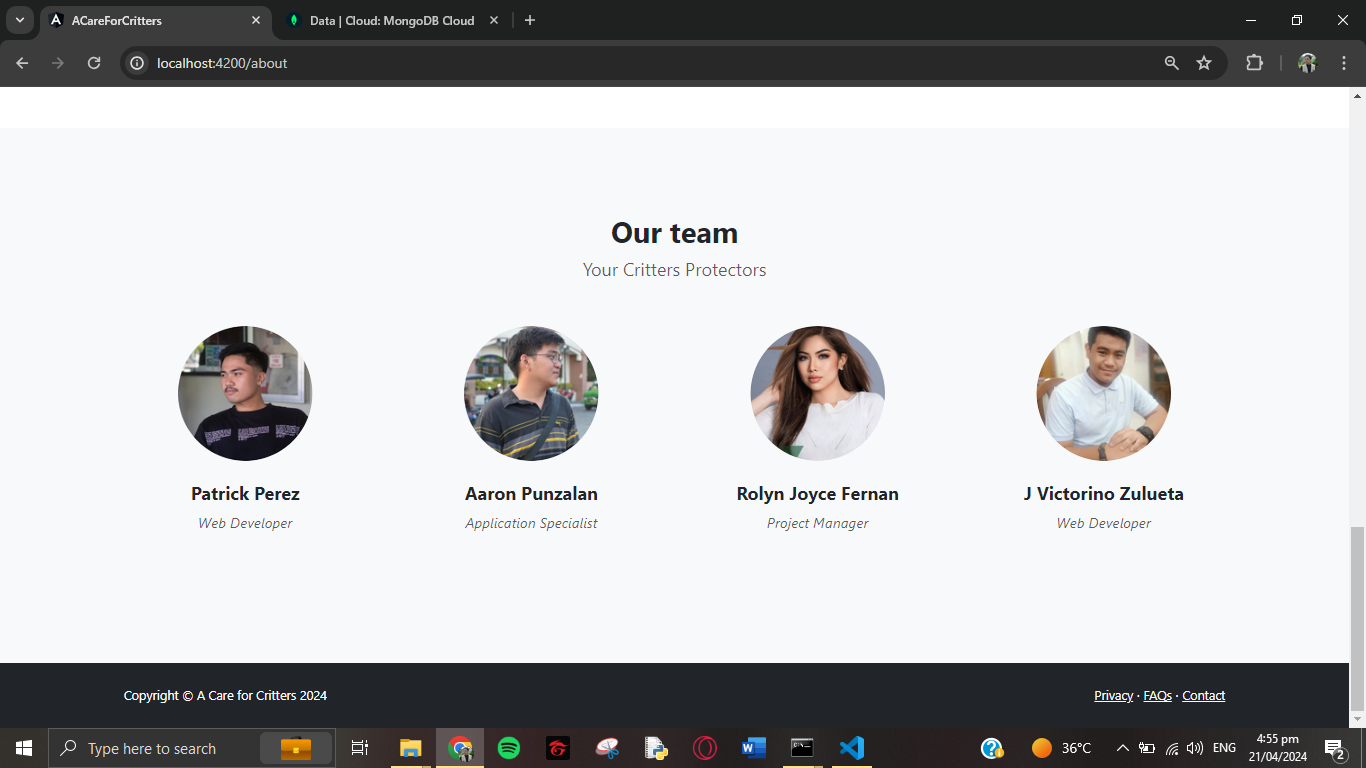 ACareForCritters
Data | Cloud: MongoDB Cloud
localhost:4200/about
Our team
Your Critters Protectors
Patrick Perez
Aaron Punzalan
Rolyn Joyce Fernan
J Victorino Zulueta
Web Developer
Application Specialist
Project Manager
Web Developer
Copyright © A Care for Critters 2024
Privacy · FAQs · Contact
Type here to search
36°C
ENG
4:55 pm
21/04/2024
2